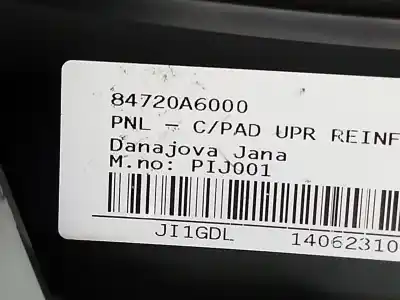 84720A6000
PNL - C/PAD UPR REINF
Danajova Jana
M.no: PIJ001
JI1GDL 14062310